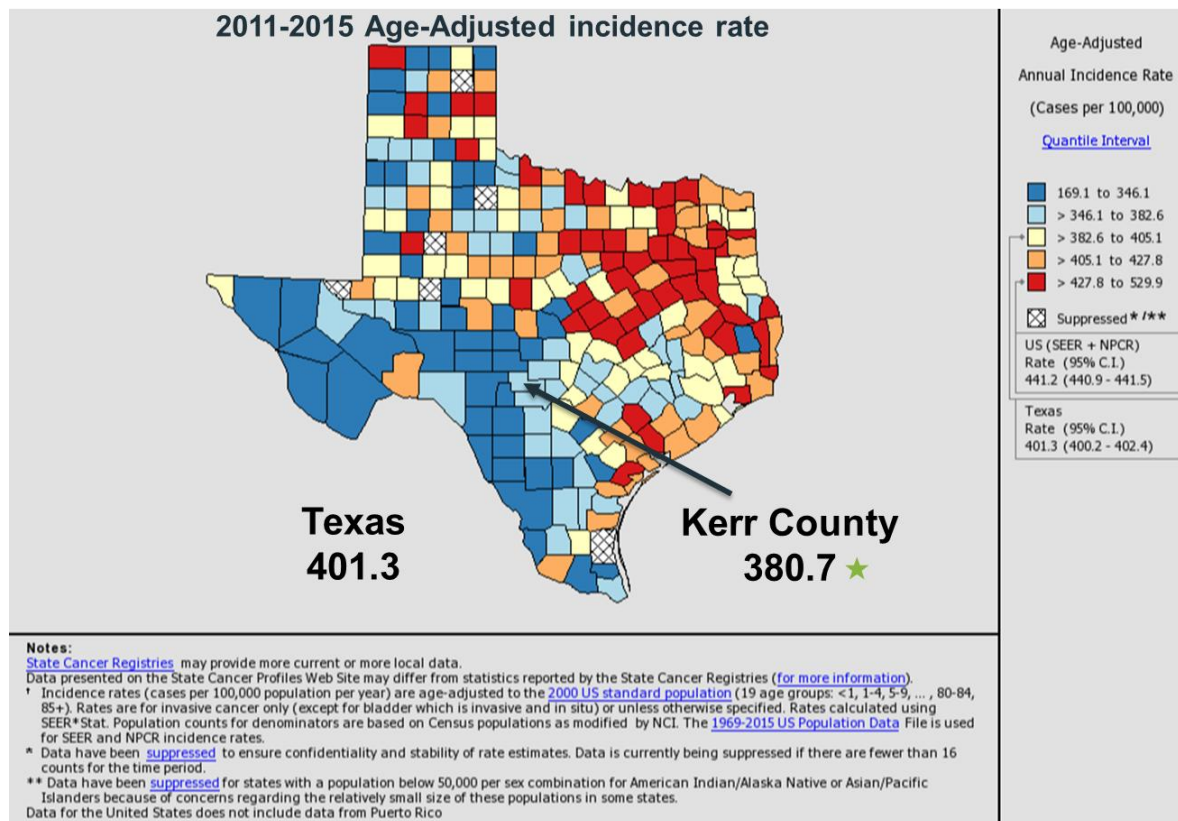 2011-2015 Age-Adjusted incidence rate
Texas
401.3
Kerr County
380.7
Age-Adjusted
Annual Incidence Rate
(Cases per 100,000)
Quantile Interval
169.1 to 346.1
> 346.1 to 382.6
> 382.6 to 405.1
> 405.1 to 427.8
> 427.8 to 529.9
Suppressed * /**
US (SEER + NPCR)
Rate (95% C.I.)
441.2 (440.9 - 441.5)
Texas
Rate (95% C.I.)
401.3 (400.2 - 402.4)
Notes:
State Cancer Registries may provide more current or more local data.
Data presented on the State Cancer Profiles Web Site may differ from statistics reported by the State Cancer Registries (for more information).
† Incidence rates (cases per 100,000 population per year) are age-adjusted to the 2000 US standard population (19 age groups: <1, 1-4, 5-9, ... , 80-84,
85+). Rates are for invasive cancer only (except for bladder which is invasive and in situ) or unless otherwise specified. Rates calculated using
SEER*Stat. Population counts for denominators are based on Census populations as modified by NCI. The 1969-2015 US Population Data File is used
for SEER and NPCR incidence rates.
* Data have been suppressed to ensure confidentiality and stability of rate estimates. Data is currently being suppressed if there are fewer than 16
counts for the time period.
** Data have been suppressed for states with a population below 50,000 per sex combination for American Indian/Alaska Native or Asian/Pacific
Islanders because of concerns regarding the relatively small size of these populations in some states.
Data for the United States does not include data from Puerto Rico